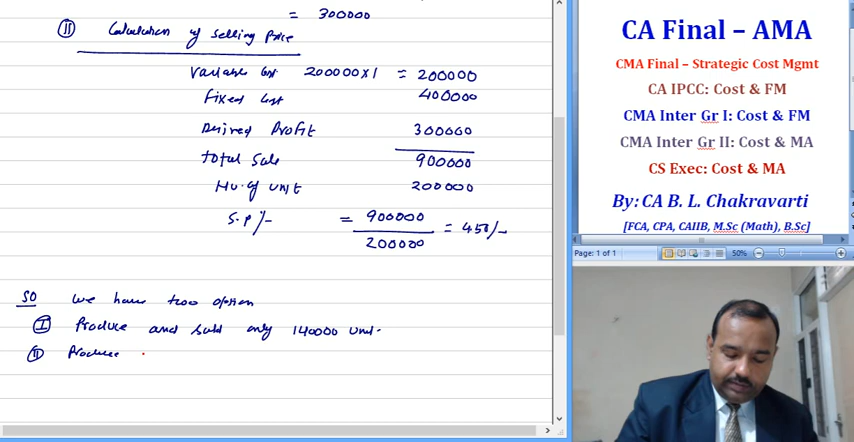 = 300000
(II) Calculation of selling price
Variable cost 200000 x 1 = 200000
Fixed cost 400000
Desired Profit 300000
Total Sale 900000
No. of unit 200000
S.P /- = 900000 / 200000 = 450/-
SO we have two option
(I) Produce and sold only 140000 unit.
(II) Produce
CA Final – AMA
CMA Final – Strategic Cost Mgmt
CA IPCC: Cost & FM
CMA Inter Gr I: Cost & FM
CMA Inter Gr II: Cost & MA
CS Exec: Cost & MA
By: CA B. L. Chakravarti
[FCA, CPA, CAIIB, M.Sc (Math), B.Sc]
Page: 1 of 1
50%